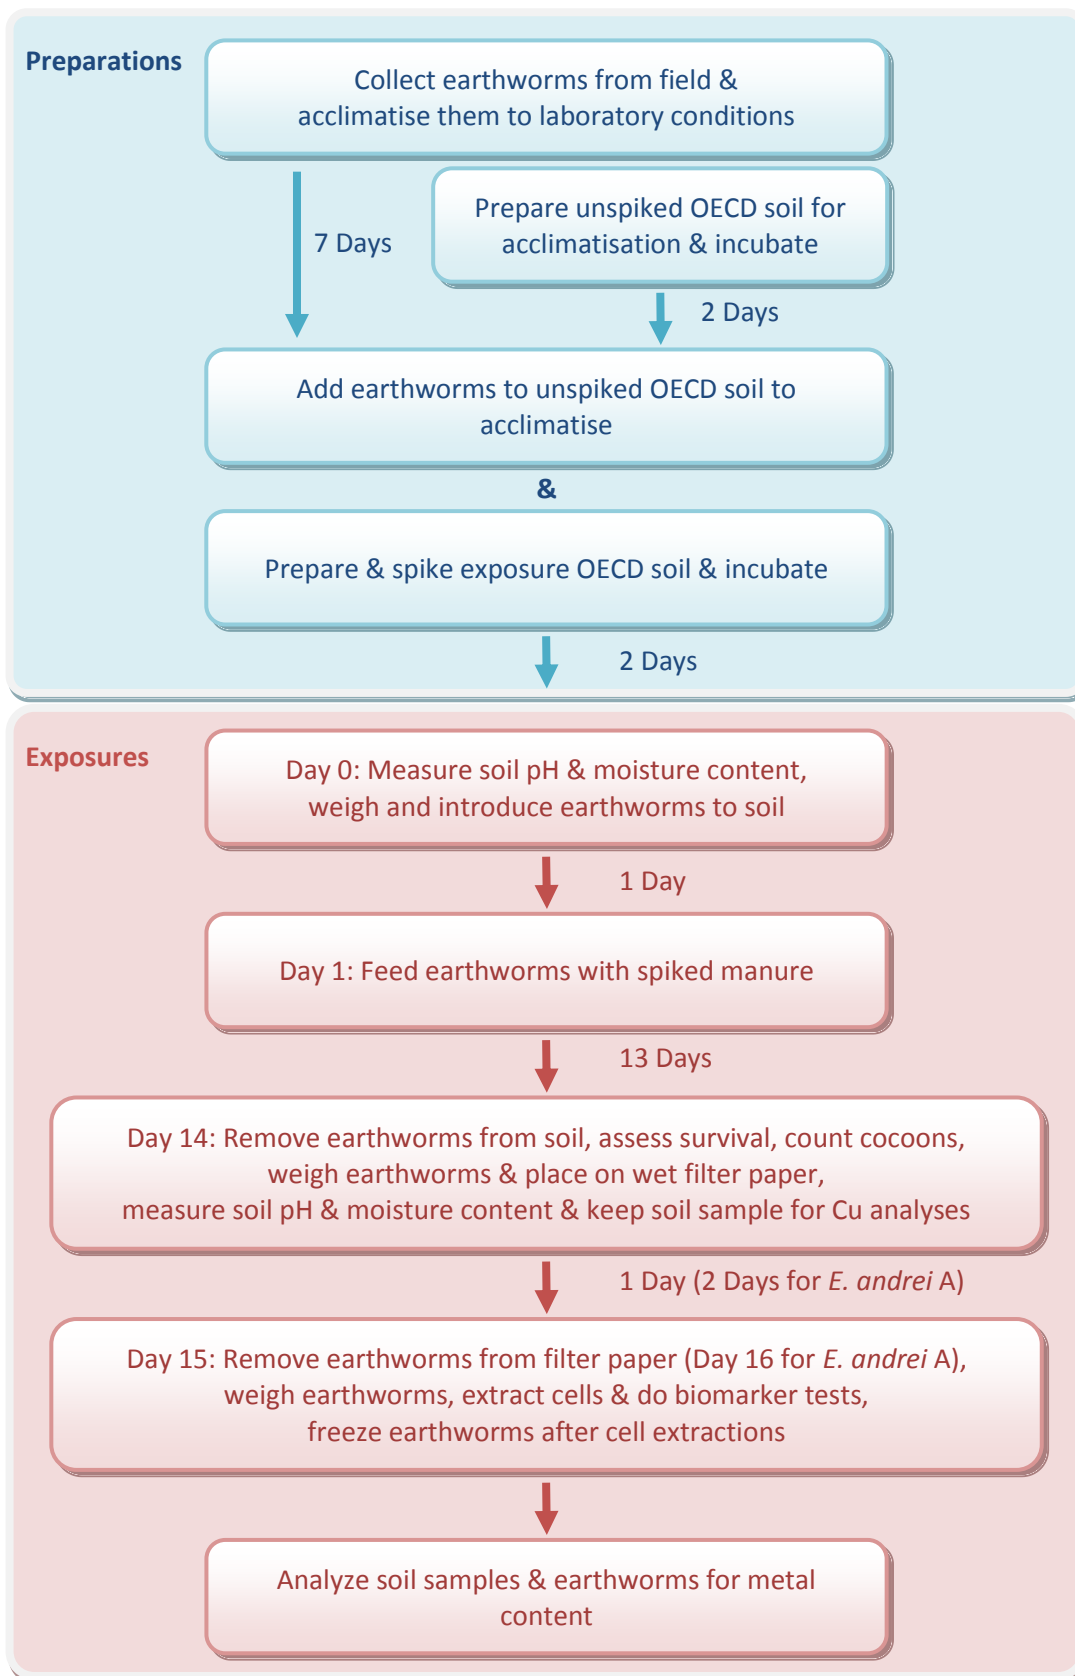 Preparations
Collect earthworms from field &
acclimatise them to laboratory conditions
7 Days
Prepare unspiked OECD soil for
acclimatisation & incubate
2 Days
Add earthworms to unspiked OECD soil to
acclimatise
&
Prepare & spike exposure OECD soil & incubate
2 Days
Exposures
Day 0: Measure soil pH & moisture content,
weigh and introduce earthworms to soil
1 Day
Day 1: Feed earthworms with spiked manure
13 Days
Day 14: Remove earthworms from soil, assess survival, count cocoons,
weigh earthworms & place on wet filter paper,
measure soil pH & moisture content & keep soil sample for Cu analyses
1 Day (2 Days for E. andrei A)
Day 15: Remove earthworms from filter paper (Day 16 for E. andrei A),
weigh earthworms, extract cells & do biomarker tests,
freeze earthworms after cell extractions
Analyze soil samples & earthworms for metal
content